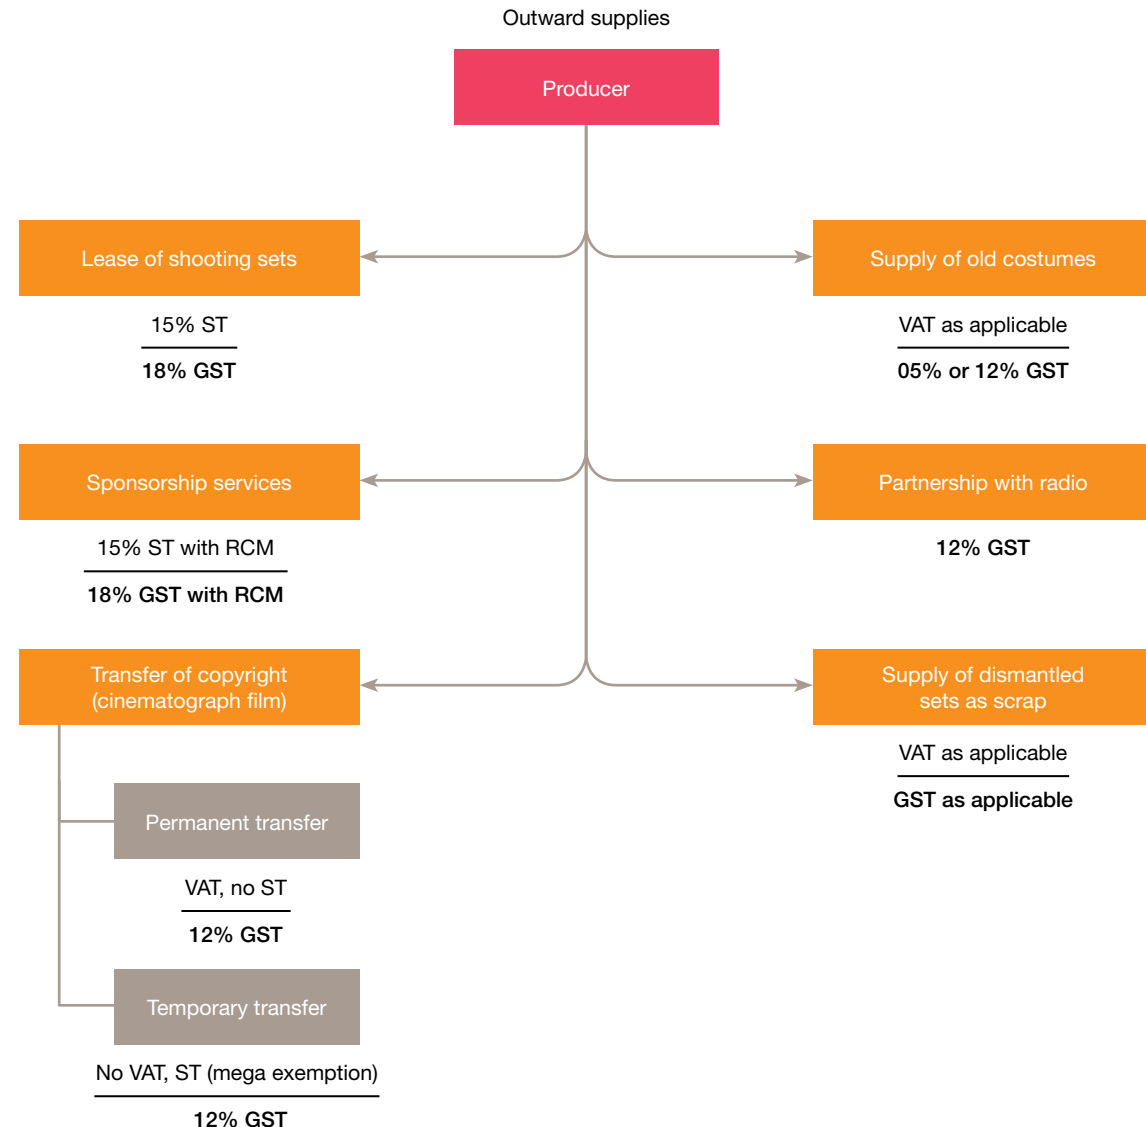 Outward supplies
Producer
Lease of shooting sets
15% ST
18% GST
Supply of old costumes
VAT as applicable
05% or 12% GST
Sponsorship services
15% ST with RCM
18% GST with RCM
Partnership with radio
12% GST
Transfer of copyright
(cinematograph film)
Supply of dismantled
sets as scrap
VAT as applicable
GST as applicable
Permanent transfer
VAT, no ST
12% GST
Temporary transfer
No VAT, ST (mega exemption)
12% GST